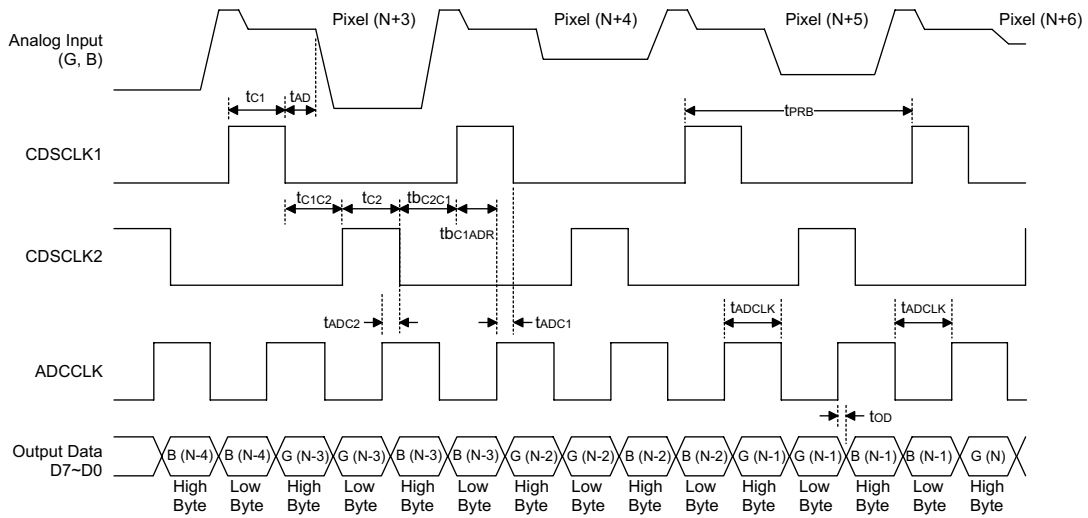 Pixel (N+3) Pixel (N+4) Pixel (N+5) Pixel (N+6)
Analog Input
(G, B)
tC1 tAD tPRB
CDSCLK1
tC1C2 tC2 tbC2C1
tbC1ADR
CDSCLK2
tADC2 tADC1 tADCLK tADCLK
ADCCLK
tOD
Output Data
D7~D0
B (N-4) B (N-4) G (N-3) G (N-3) B (N-3) B (N-3) G (N-2) G (N-2) B (N-2) B (N-2) G (N-1) G (N-1) B (N-1) B (N-1) G (N)
High Low High Low High Low High Low High Low High Low High Low High
Byte Byte Byte Byte Byte Byte Byte Byte Byte Byte Byte Byte Byte Byte Byte